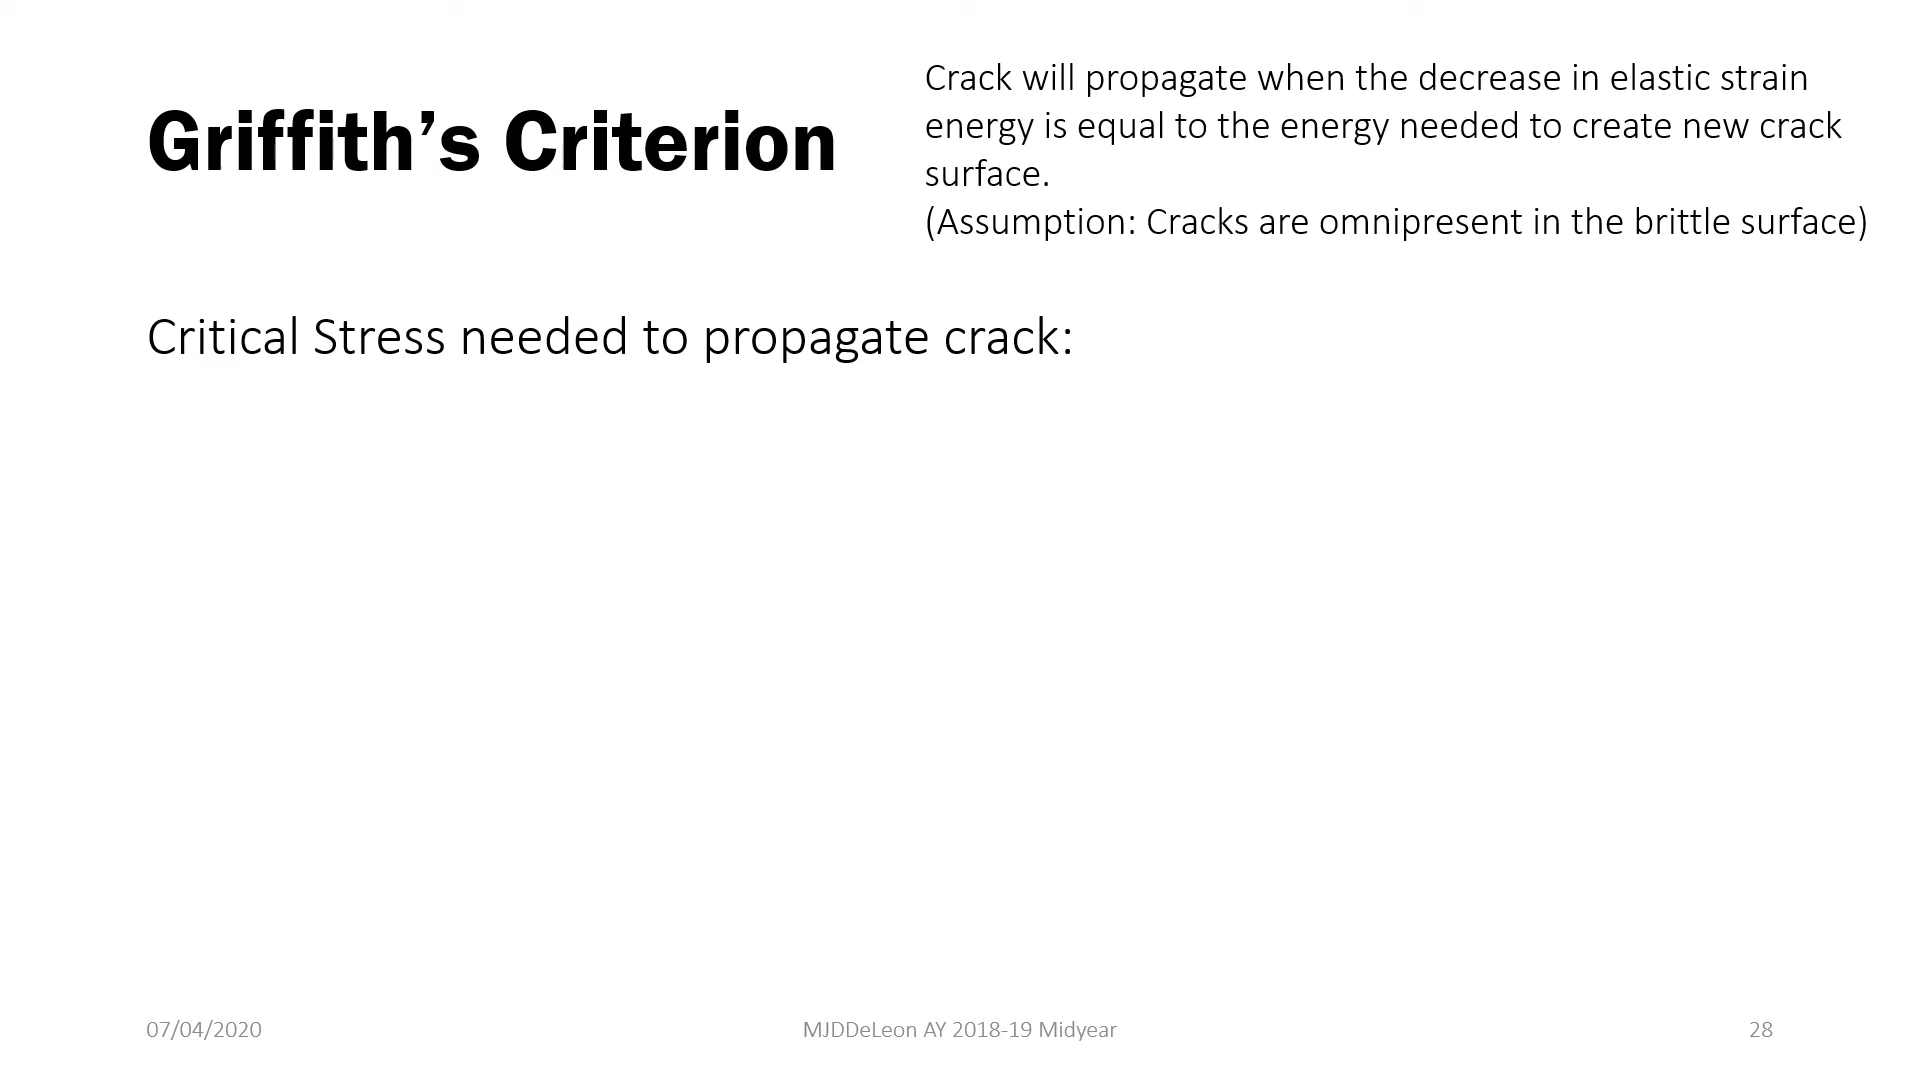 Griffith’s Criterion
Crack will propagate when the decrease in elastic strain
energy is equal to the energy needed to create new crack
surface.
(Assumption: Cracks are omnipresent in the brittle surface)
Critical Stress needed to propagate crack:
07/04/2020
MJDDeLeon AY 2018-19 Midyear
28